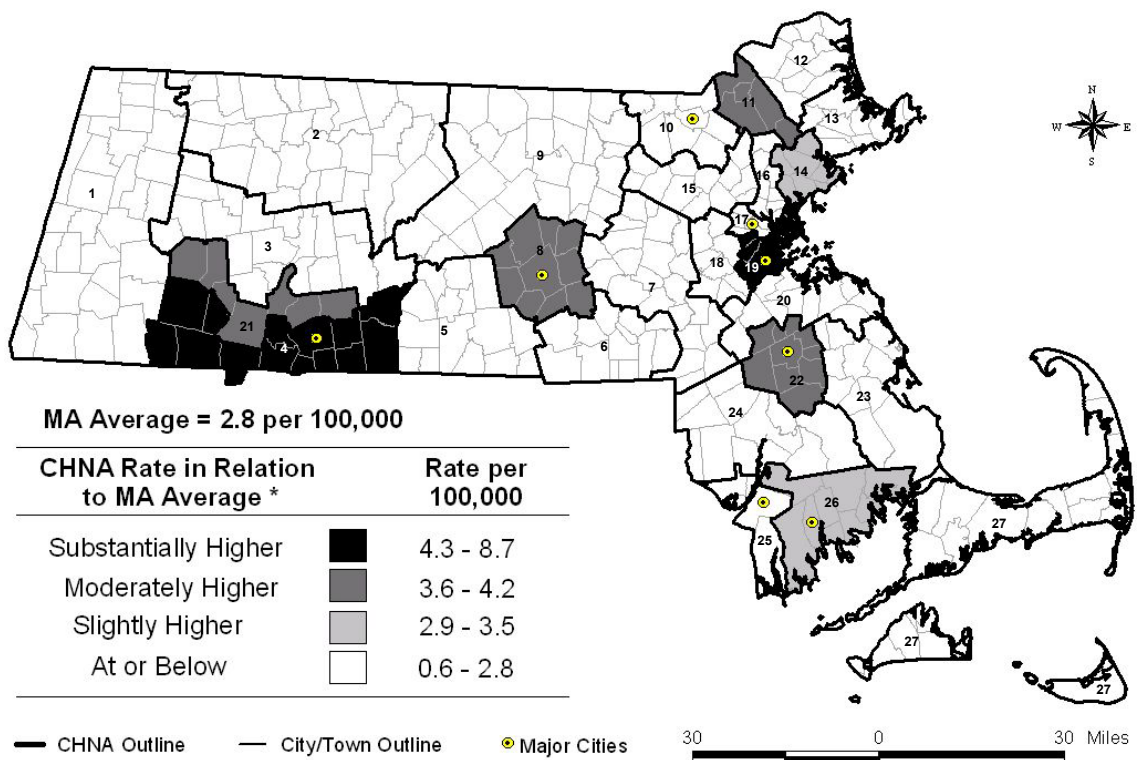 12
11
N
10
13
W E
S
2
9
16
14
15
1
17
3
8
18
19
7
20
21
5
4
6
22
23
MA Average = 2.8 per 100,000
24
CHNA Rate in Relation
to MA Average *
Rate per
100,000
26
27
25
Substantially Higher 4.3 - 8.7
Moderately Higher 3.6 - 4.2
Slightly Higher 2.9 - 3.5
At or Below 0.6 - 2.8
27
27
CHNA Outline City/Town Outline Major Cities
30 0 30 Miles